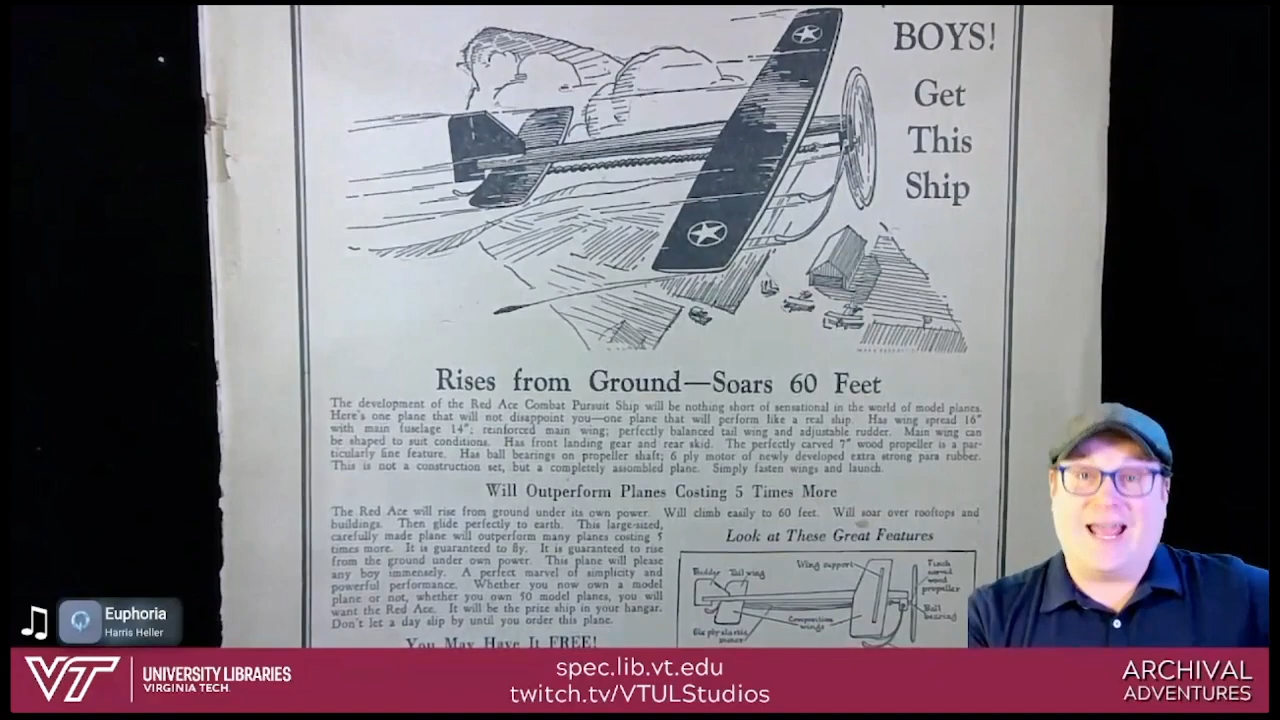 BOYS!
Get
This
Ship
Rises from Ground—Soars 60 Feet
The development of the Red Ace Combat Pursuit Ship will be nothing short of sensational in the world of model planes.
Here's one plane that will not disappoint you—one plane that will perform like a real ship. Has wing spread 16"
with main fuselage 14"; reinforced main wing; perfectly balanced tail wing and adjustable rudder. Main wing can
be shaped to suit conditions. Has front landing gear and rear skid. The perfectly carved 7" wood propeller is a par-
ticularly fine feature. Has ball bearings on propeller shaft; 6 ply motor of newly developed extra strong para rubber.
This is not a construction set, but a completely assembled plane. Simply fasten wings and launch.
Will Outperform Planes Costing 5 Times More
The Red Ace will rise from ground under its own power. Will climb easily to 60 feet. Will soar over rooftops and
buildings. Then glide perfectly to earth. This large-sized,
carefully made plane will outperform many planes costing 5
times more. It is guaranteed to fly. It is guaranteed to rise
from the ground under own power. This plane will please
any boy immensely. A perfect marvel of simplicity and
powerful performance. Whether you now own a model
plane or not, whether you own 50 model planes, you will
want the Red Ace. It will be the prize ship in your hangar.
Don't let a day slip by until you order this plane.
You May Have It FREE!
Look at These Great Features
Rudder
Tail wing
Wing support
carved
wood
propeller
Ball
bearing
Composition
wings
Six ply elastic
motor
Euphoria
Harris Heller
VT
UNIVERSITY LIBRARIES
VIRGINIA TECH.
spec.lib.vt.edu
twitch.tv/VTULStudios
ARCHIVAL
ADVENTURES